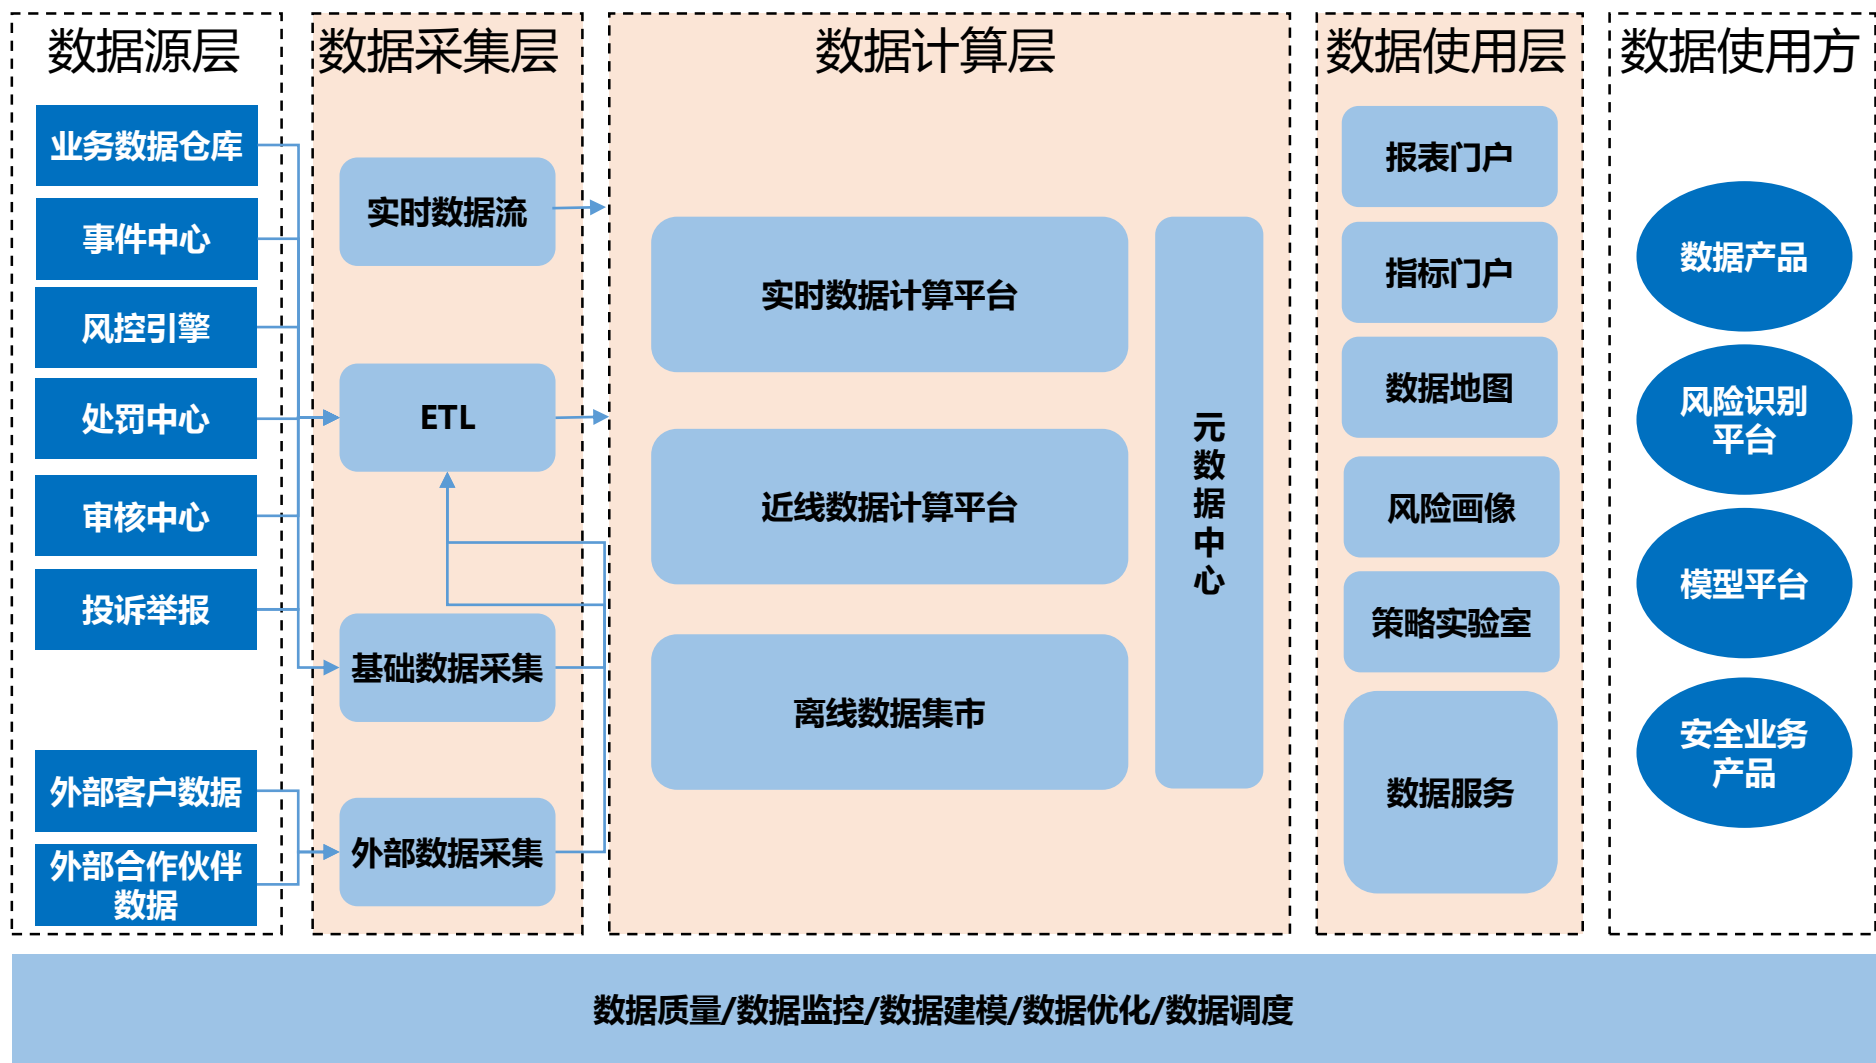 数据源层
业务数据仓库
事件中心
风控引擎
处罚中心
审核中心
投诉举报
外部客户数据
外部合作伙伴
数据
数据采集层
实时数据流
ETL
基础数据采集
外部数据采集
数据计算层
实时数据计算平台
近线数据计算平台
离线数据集市
元
数
据
中
心
数据使用层
报表门户
指标门户
数据地图
风险画像
策略实验室
数据服务
数据使用方
数据产品
风险识别
平台
模型平台
安全业务
产品
数据质量/数据监控/数据建模/数据优化/数据调度